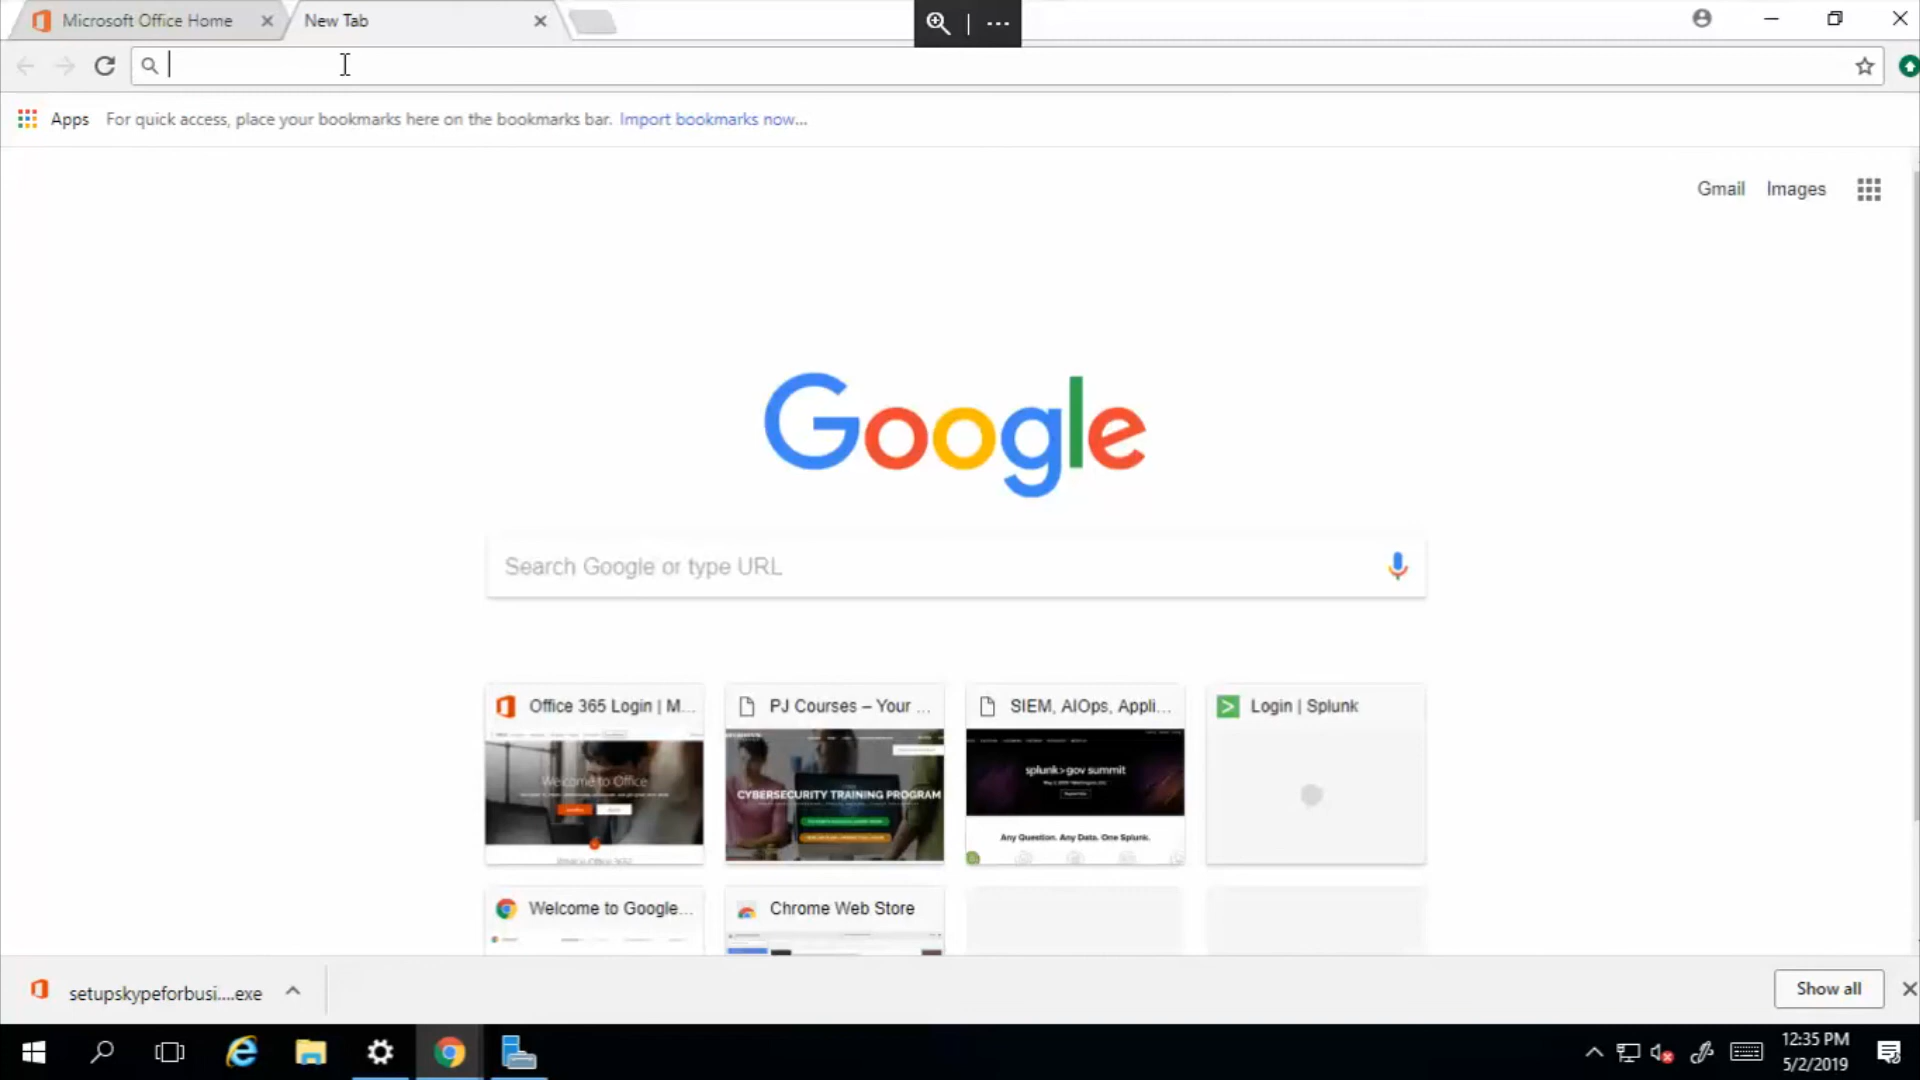 Microsoft Office Home
New Tab
Apps For quick access, place your bookmarks here on the bookmarks bar. Import bookmarks now...
Gmail Images
Google
Search Google or type URL
Office 365 Login | M...
PJ Courses – Your ...
SIEM, AIOps, Appli...
Login | Splunk
Welcome to Office
CYBERSECURITY TRAINING PROGRAM
splunk>gov summit
Any Question. Any Data. One Splunk.
Welcome to Google...
Chrome Web Store
setupskypeforbusi....exe
Show all
12:35 PM
5/2/2019